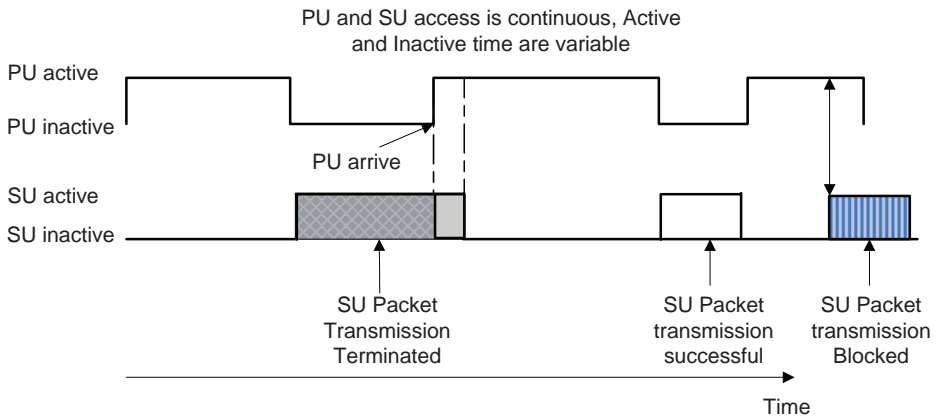 PU and SU access is continuous, Active
and Inactive time are variable
PU active
PU inactive
PU arrive
SU active
SU inactive
SU Packet
Transmission
Terminated
SU Packet
transmission
successful
SU Packet
transmission
Blocked
Time